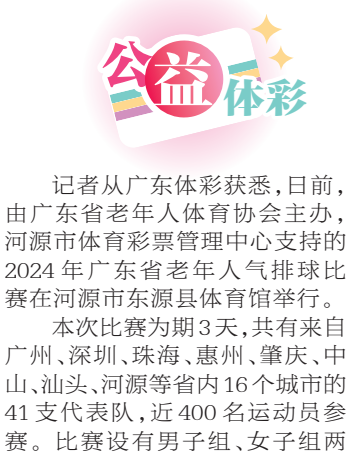 公益体彩
记者从广东体彩获悉,日前,
由广东省老年人体育协会主办,
河源市体育彩票管理中心支持的
2024年广东省老年人气排球比
赛在河源市东源县体育馆举行。
本次比赛为期3天,共有来自
广州、深圳、珠海、惠州、肇庆、中
山、汕头、河源等省内16个城市的
41支代表队,近400名运动员参
赛。比赛设有男子组、女子组两